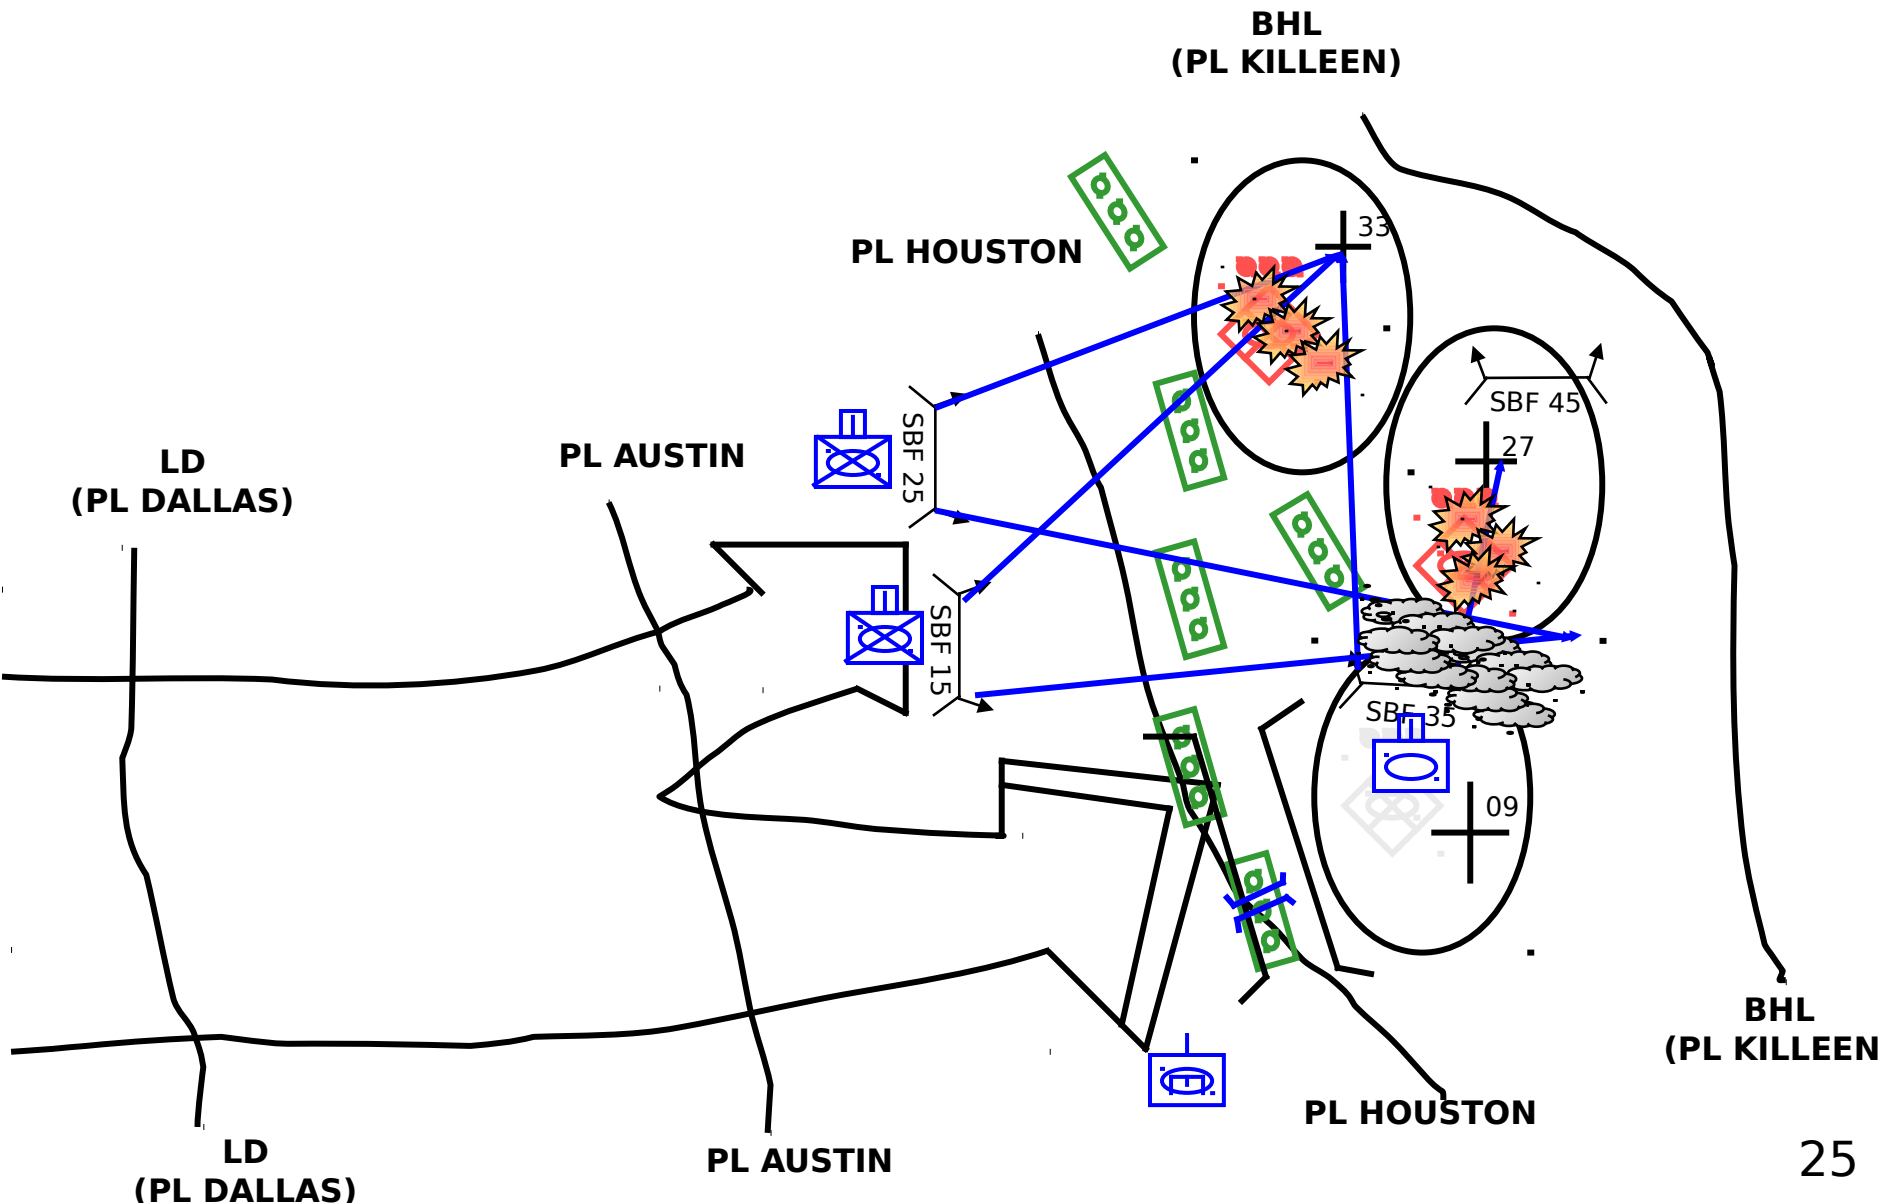 BHL
(PL KILLEEN)
33
PL HOUSTON
SBF 45
SBF 25
27
PL AUSTIN
LD
(PL DALLAS)
SBF 15
SBF 35
09
BHL
(PL KILLEEN
PL HOUSTON
LD
(PL DALLAS)
PL AUSTIN
25